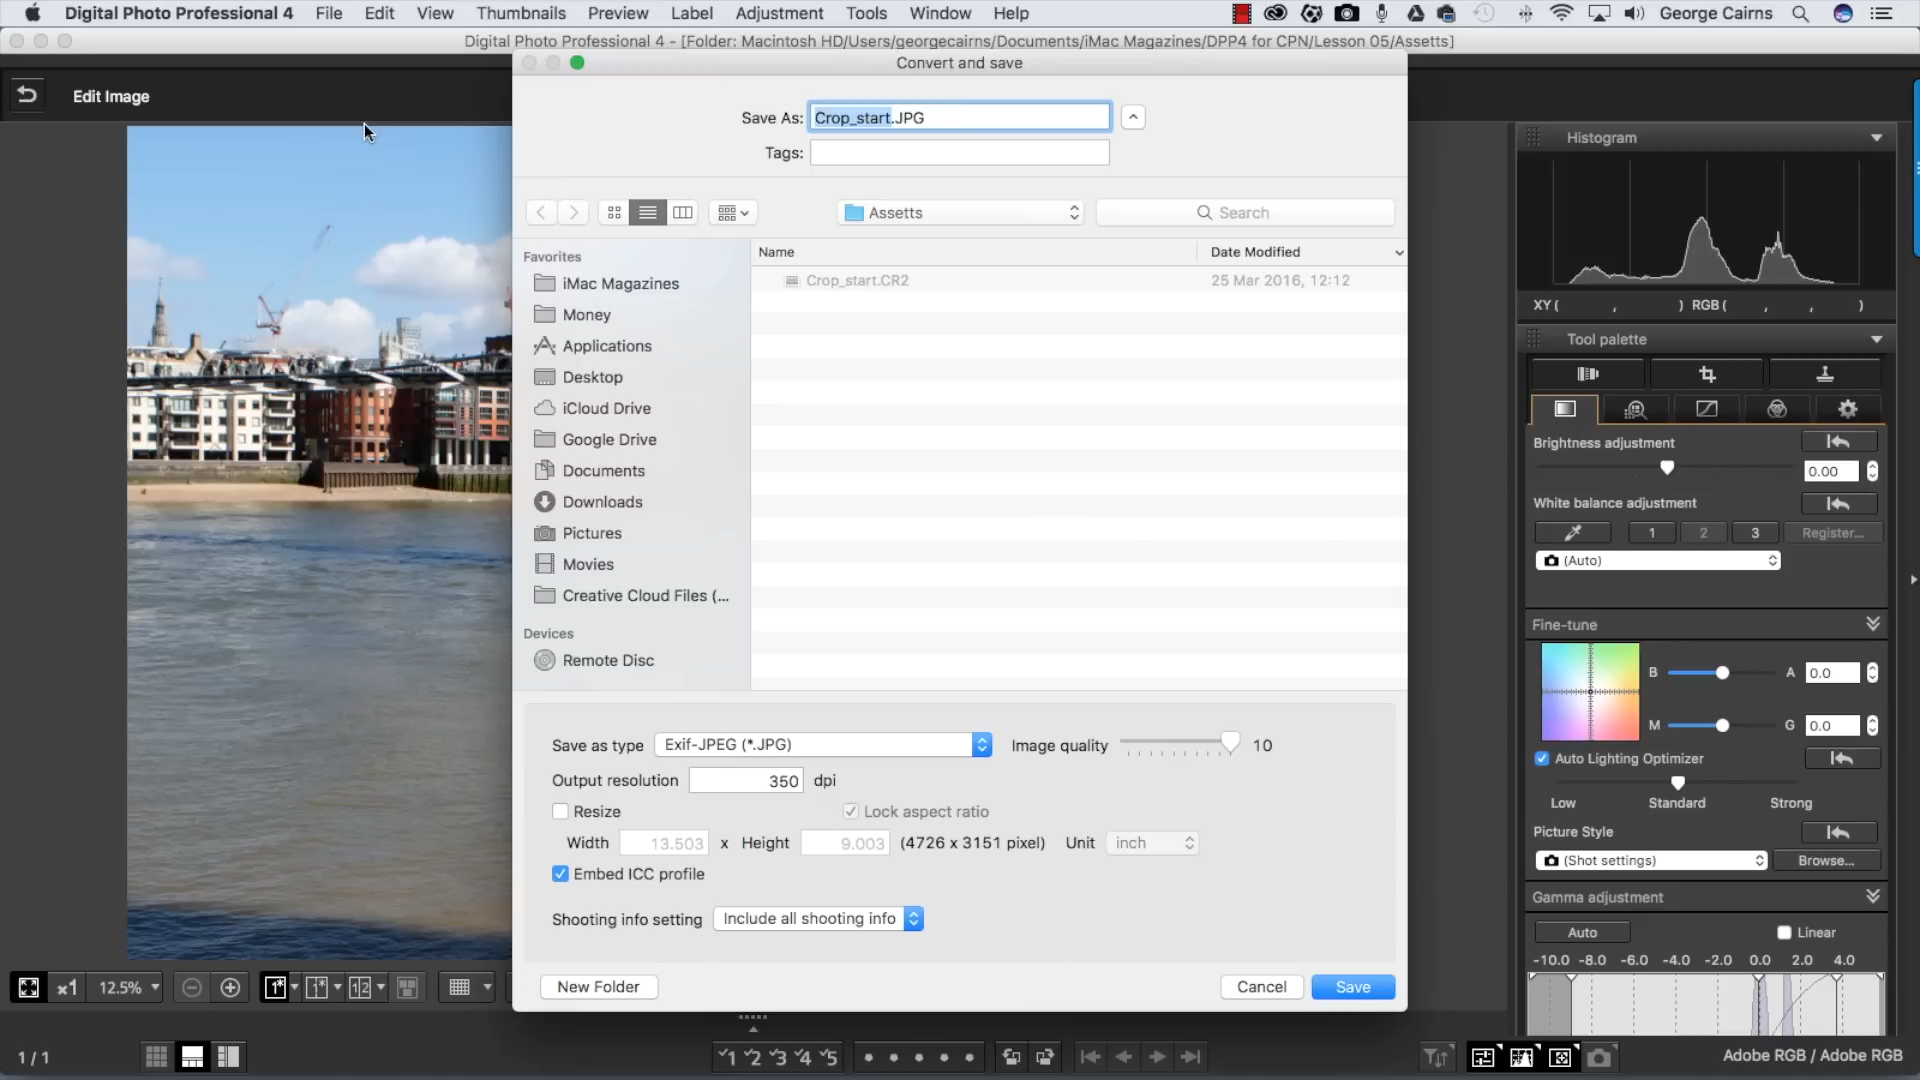 Digital Photo Professional 4 File Edit View Thumbnails Preview Label Adjustment Tools Window Help George Cairns
Digital Photo Professional 4 - [Folder: Macintosh HD/Users/georgecairns/Documents/iMac Magazines/DPP4 for CPN/Lesson 05/Assetts]
Convert and save
Edit Image
Save As: Crop_start.JPG
Tags:
Assetts
Search
Favorites
iMac Magazines
Money
Applications
Desktop
iCloud Drive
Google Drive
Documents
Downloads
Pictures
Movies
Creative Cloud Files (...
Devices
Remote Disc
Name Date Modified
Crop_start.CR2 25 Mar 2016, 12:12
Save as type Exif-JPEG (*.JPG) Image quality 10
Output resolution 350 dpi
Resize Lock aspect ratio
Width 13.503 x Height 9.003 (4726 x 3151 pixel) Unit inch
Embed ICC profile
Shooting info setting Include all shooting info
New Folder Cancel Save
Histogram
XY ( , ) RGB ( , , )
Tool palette
Brightness adjustment
0.00
White balance adjustment
1 2 3 Register...
(Auto)
Fine-tune
B A 0.0
M G 0.0
Auto Lighting Optimizer
Low Standard Strong
Picture Style
(Shot settings) Browse...
Gamma adjustment
Auto Linear
-10.0 -8.0 -6.0 -4.0 -2.0 0.0 2.0 4.0
x1 12.5%
1 2
1 / 1
1 2 3 4 5
Adobe RGB / Adobe RGB